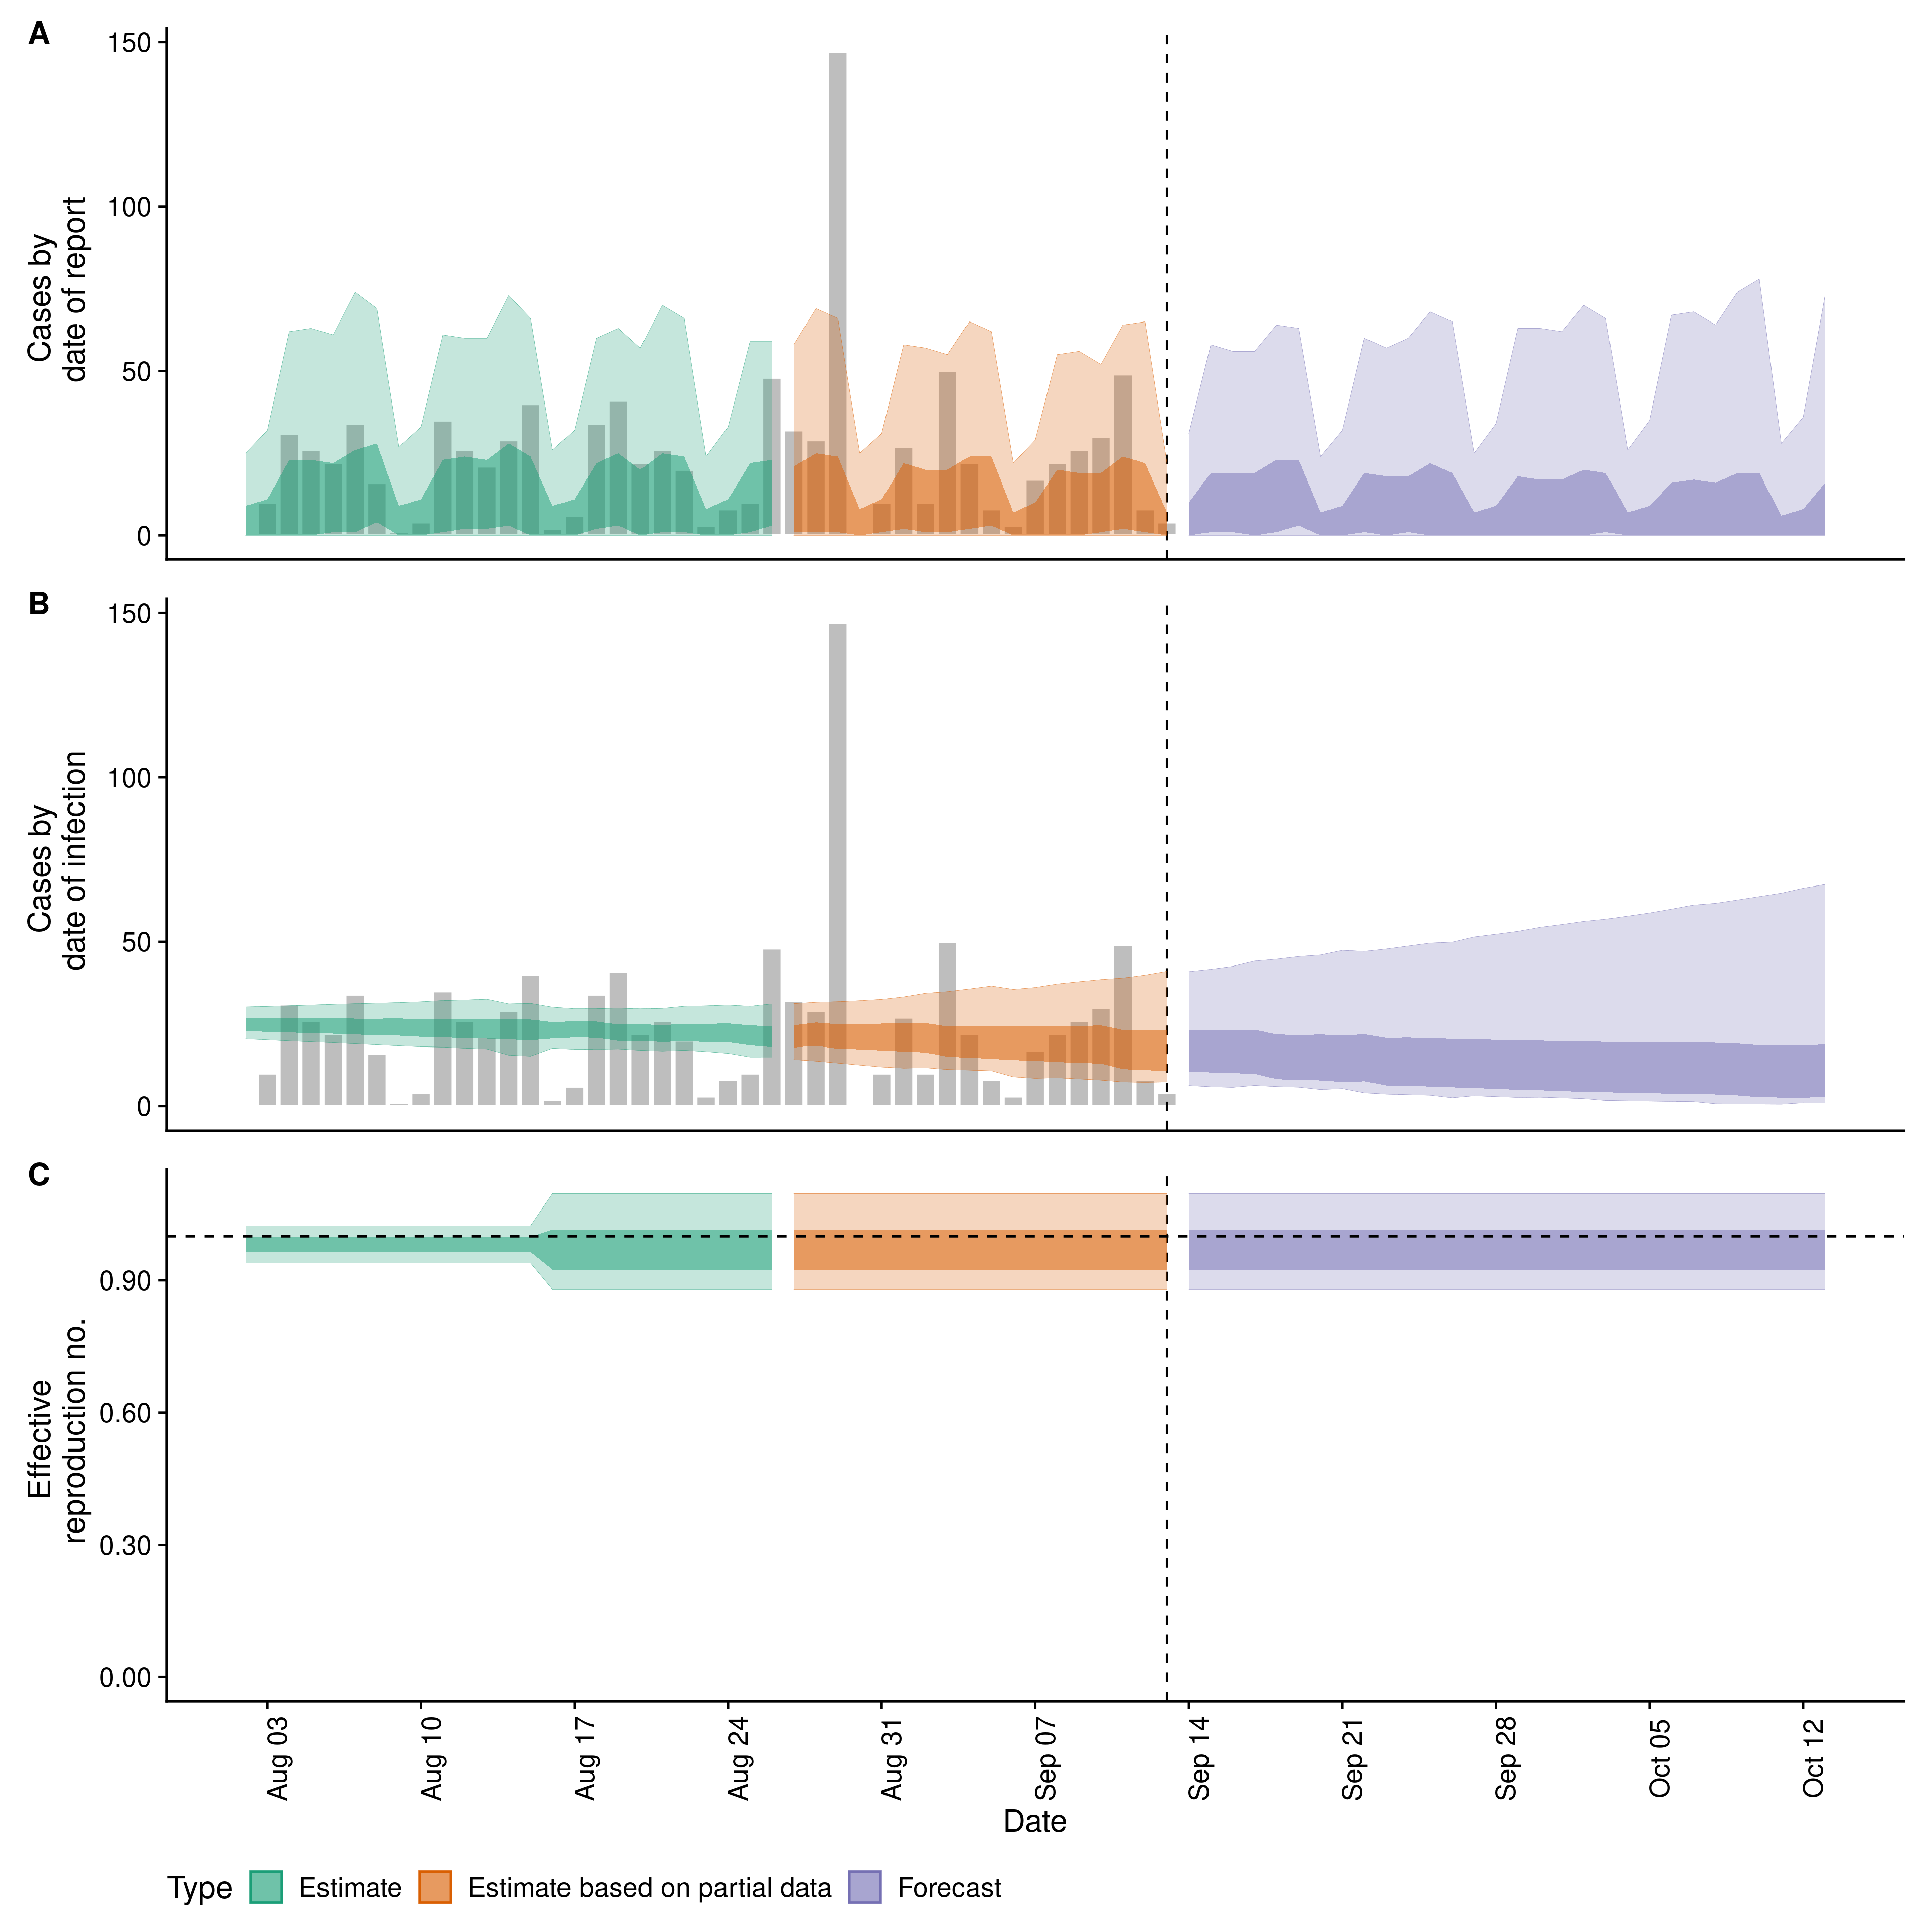 A
Cases by
date of report
150
100
50
0
B
Cases by
date of infection
150
100
50
0
C
Effective
reproduction no.
0.90
0.60
0.30
0.00
Aug 03
Aug 10
Aug 17
Aug 24
Aug 31
Sep 07
Sep 14
Sep 21
Sep 28
Oct 05
Oct 12
Date
Type Estimate Estimate based on partial data Forecast